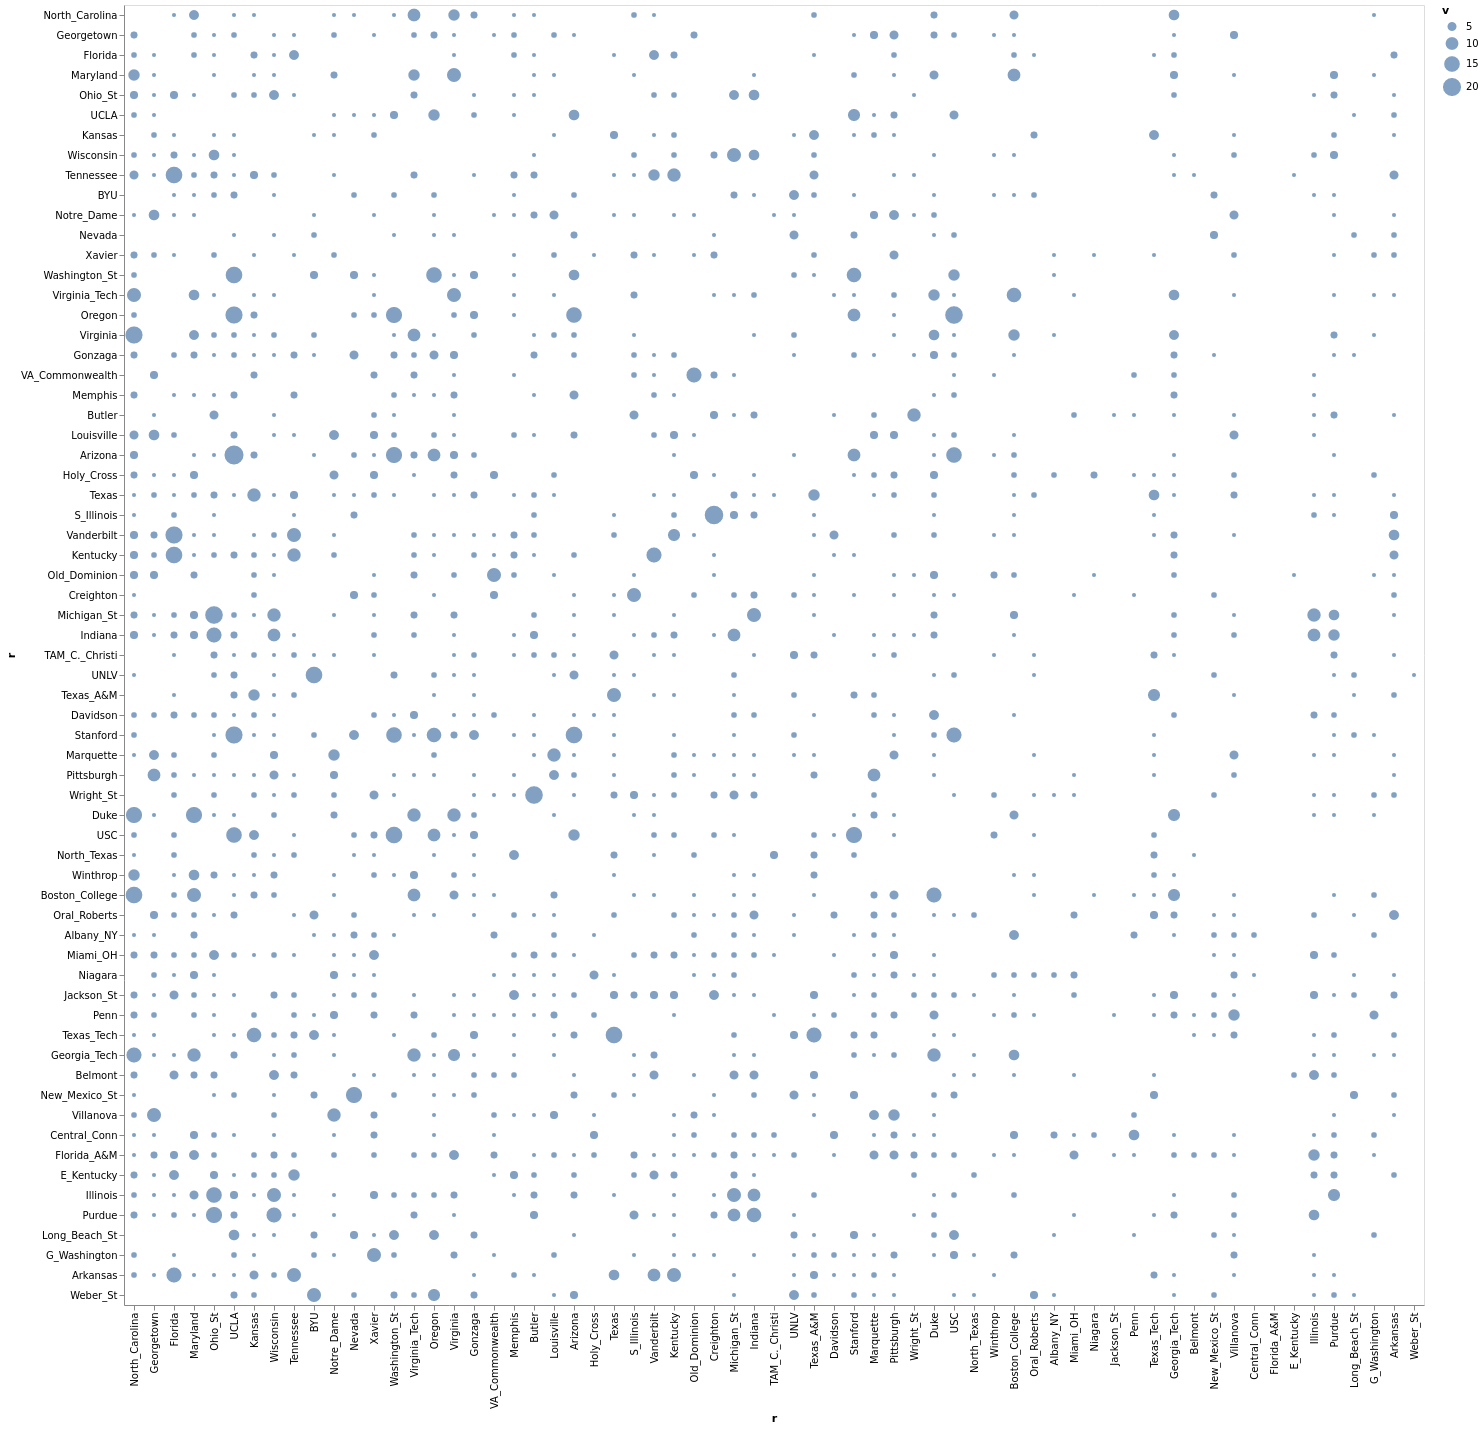 v
5
10
15
20
r
North_Carolina
Georgetown
Florida
Maryland
Ohio_St
UCLA
Kansas
Wisconsin
Tennessee
BYU
Notre_Dame
Nevada
Xavier
Washington_St
Virginia_Tech
Oregon
Virginia
Gonzaga
VA_Commonwealth
Memphis
Butler
Louisville
Arizona
Holy_Cross
Texas
S_Illinois
Vanderbilt
Kentucky
Old_Dominion
Creighton
Michigan_St
Indiana
TAM_C._Christi
UNLV
Texas_A&M
Davidson
Stanford
Marquette
Pittsburgh
Wright_St
Duke
USC
North_Texas
Winthrop
Boston_College
Oral_Roberts
Albany_NY
Miami_OH
Niagara
Jackson_St
Penn
Texas_Tech
Georgia_Tech
Belmont
New_Mexico_St
Villanova
Central_Conn
Florida_A&M
E_Kentucky
Illinois
Purdue
Long_Beach_St
G_Washington
Arkansas
Weber_St
North_Carolina
Georgetown
Florida
Maryland
Ohio_St
UCLA
Kansas
Wisconsin
Tennessee
BYU
Notre_Dame
Nevada
Xavier
Washington_St
Virginia_Tech
Oregon
Virginia
Gonzaga
VA_Commonwealth
Memphis
Butler
Louisville
Arizona
Holy_Cross
Texas
S_Illinois
Vanderbilt
Kentucky
Old_Dominion
Creighton
Michigan_St
Indiana
TAM_C._Christi
UNLV
Texas_A&M
Davidson
Stanford
Marquette
Pittsburgh
Wright_St
Duke
USC
North_Texas
Winthrop
Boston_College
Oral_Roberts
Albany_NY
Miami_OH
Niagara
Jackson_St
Penn
Texas_Tech
Georgia_Tech
Belmont
New_Mexico_St
Villanova
Central_Conn
Florida_A&M
E_Kentucky
Illinois
Purdue
Long_Beach_St
G_Washington
Arkansas
Weber_St
r